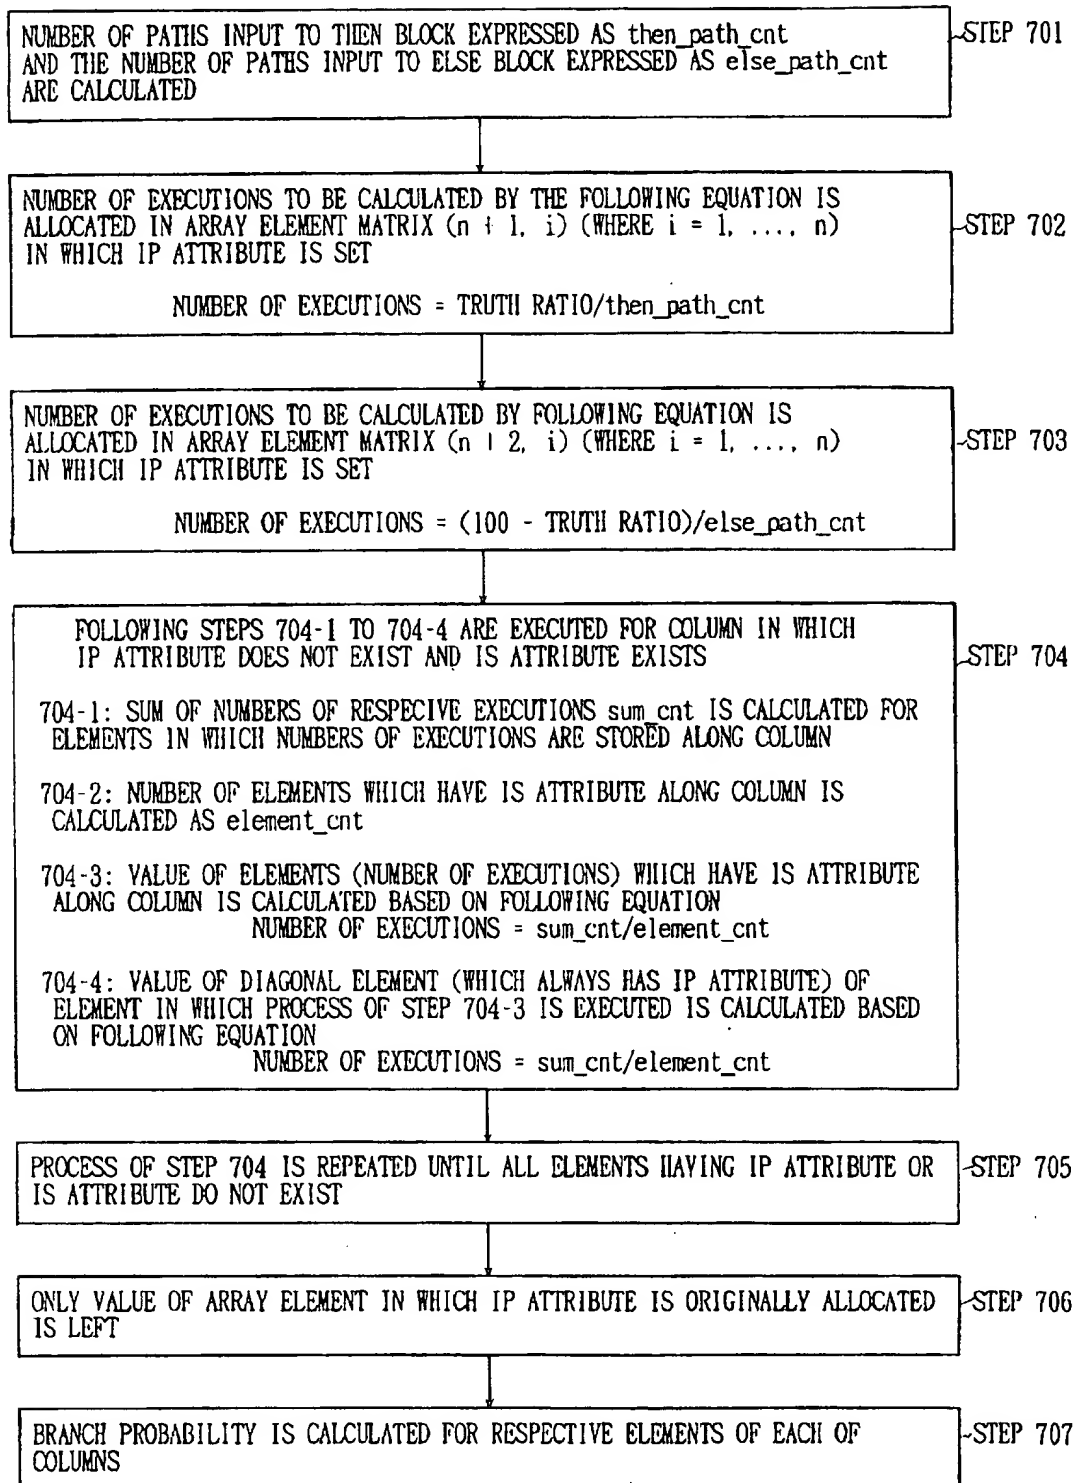 NUMBER OF PATHS INPUT TO THEN BLOCK EXPRESSED AS then_path_cnt
AND THE NUMBER OF PATHS INPUT TO ELSE BLOCK EXPRESSED AS else_path_cnt
ARE CALCULATED
STEP 701
NUMBER OF EXECUTIONS TO BE CALCULATED BY THE FOLLOWING EQUATION IS
ALLOCATED IN ARRAY ELEMENT MATRIX (n + 1, i) (WHERE i = 1, ..., n)
IN WHICH IP ATTRIBUTE IS SET
NUMBER OF EXECUTIONS = TRUTH RATIO/then_path_cnt
STEP 702
NUMBER OF EXECUTIONS TO BE CALCULATED BY FOLLOWING EQUATION IS
ALLOCATED IN ARRAY ELEMENT MATRIX (n + 2, i) (WHERE i = 1, ..., n)
IN WHICH IP ATTRIBUTE IS SET
NUMBER OF EXECUTIONS = (100 - TRUTH RATIO)/else_path_cnt
STEP 703
FOLLOWING STEPS 704-1 TO 704-4 ARE EXECUTED FOR COLUMN IN WHICH
IP ATTRIBUTE DOES NOT EXIST AND IS ATTRIBUTE EXISTS
704-1: SUM OF NUMBERS OF RESPECIVE EXECUTIONS sum_cnt IS CALCULATED FOR
ELEMENTS IN WHICH NUMBERS OF EXECUTIONS ARE STORED ALONG COLUMN
704-2: NUMBER OF ELEMENTS WHICH HAVE IS ATTRIBUTE ALONG COLUMN IS
CALCULATED AS element_cnt
704-3: VALUE OF ELEMENTS (NUMBER OF EXECUTIONS) WHICH HAVE IS ATTRIBUTE
ALONG COLUMN IS CALCULATED BASED ON FOLLOWING EQUATION
NUMBER OF EXECUTIONS = sum_cnt/element_cnt
704-4: VALUE OF DIAGONAL ELEMENT (WHICH ALWAYS HAS IP ATTRIBUTE) OF
ELEMENT IN WHICH PROCESS OF STEP 704-3 IS EXECUTED IS CALCULATED BASED
ON FOLLOWING EQUATION
NUMBER OF EXECUTIONS = sum_cnt/element_cnt
STEP 704
PROCESS OF STEP 704 IS REPEATED UNTIL ALL ELEMENTS HAVING IP ATTRIBUTE OR
IS ATTRIBUTE DO NOT EXIST
STEP 705
ONLY VALUE OF ARRAY ELEMENT IN WHICH IP ATTRIBUTE IS ORIGINALLY ALLOCATED
IS LEFT
STEP 706
BRANCH PROBABILITY IS CALCULATED FOR RESPECTIVE ELEMENTS OF EACH OF
COLUMNS
STEP 707